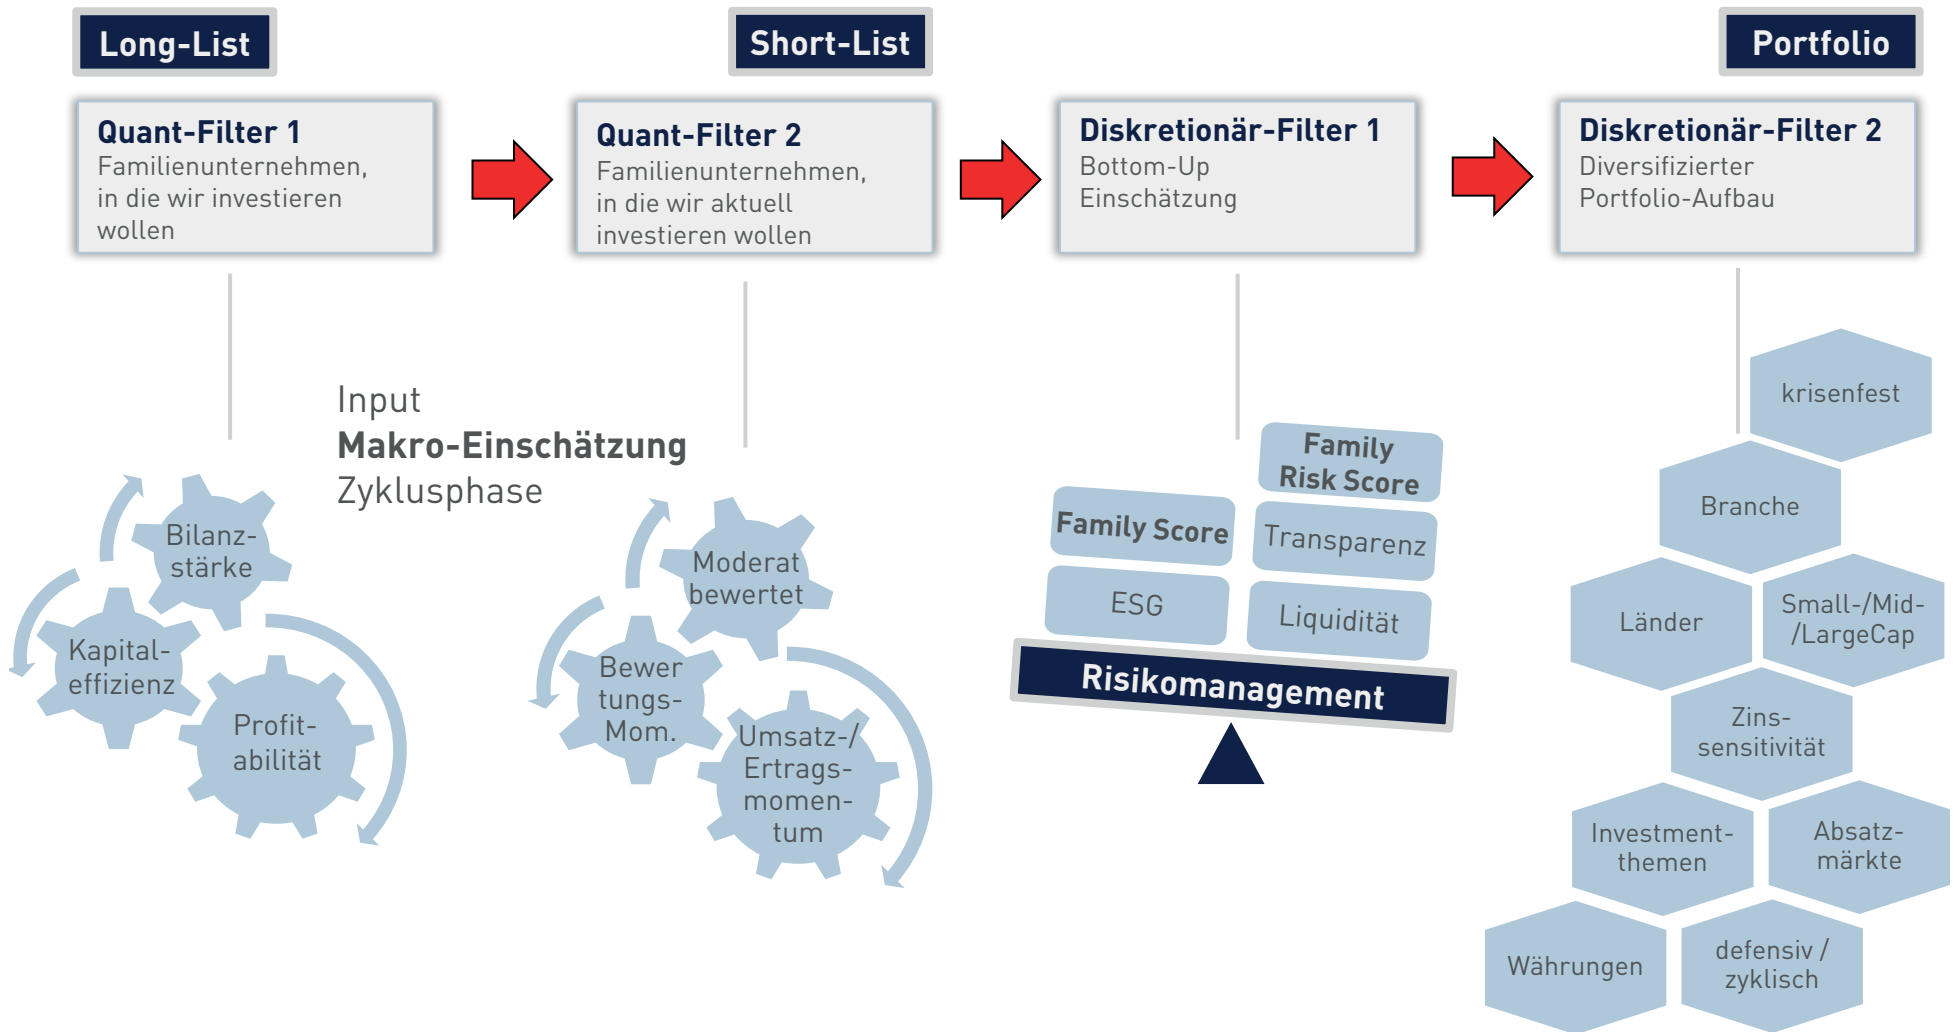 Long-List
Short-List
Portfolio
Quant-Filter 1
Familienunternehmen,
in die wir investieren
wollen
Quant-Filter 2
Familienunternehmen,
in die wir aktuell
investieren wollen
Diskretionär-Filter 1
Bottom-Up
Einschätzung
Diskretionär-Filter 2
Diversifizierter
Portfolio-Aufbau
Input
Makro-Einschätzung
Zyklusphase
Bilanz-
stärke
Kapital-
effizienz
Profit-
abilität
Moderat
bewertet
Bewer
tungs-
Mom.
Umsatz-/
Ertrags-
momen-
tum
Family
Risk Score
Family Score
Transparenz
ESG
Liquidität
Risikomanagement
krisenfest
Branche
Länder
Small-/Mid-
/LargeCap
Zins-
sensitivität
Investment-
themen
Absatz-
märkte
Währungen
defensiv /
zyklisch